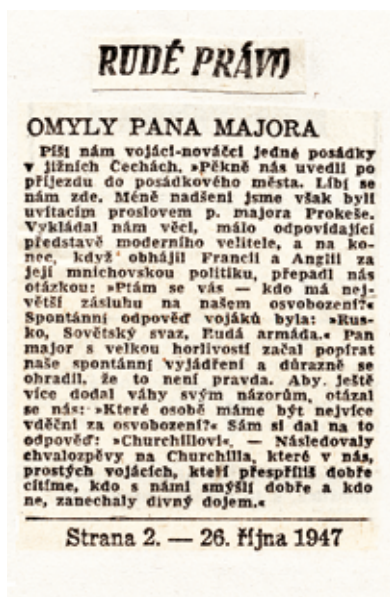 RUDÉ PRÁVO
OMYLY PANA MAJORA
Píší nám vojáci-nováčci jedné posádky
v jižních Čechách. »Pěkně nás uvedli po
příjezdu do posádkového města. Líbí se
nám zde. Méně nadšeni jsme však byli
uvítacím proslovem p. majora Prokeše.
Vykládal nám věci, málo odpovídající
představě moderního velitele, a na ko-
nec, když obhájil Francii a Anglii za
její mnichovskou politiku, přepadl nás
otázkou: »Ptám se vás — kdo má nej-
větší zásluhu na našem osvobození?«
Spontánní odpověď vojáků byla: »Rus-
ko, Sovětský svaz, Rudá armáda.« Pan
major s velkou horlivostí začal popírat
naše spontánní vyjádření a důrazně se
ohradil, že to není pravda. Aby ještě
více dodal váhy svým názorům, otázal
se nás: »Které osobě máme být nejvíce
vděčni za osvobození?« Sám si dal na to
odpověď: »Churchillovi«. — Následovaly
chvalozpěvy na Churchilla, které v nás,
prostých vojácích, kteří přespříliš dobře
cítíme, kdo s námi smýšlí dobře a kdo
ne, zanechaly divný dojem.«
Strana 2. — 26. října 1947